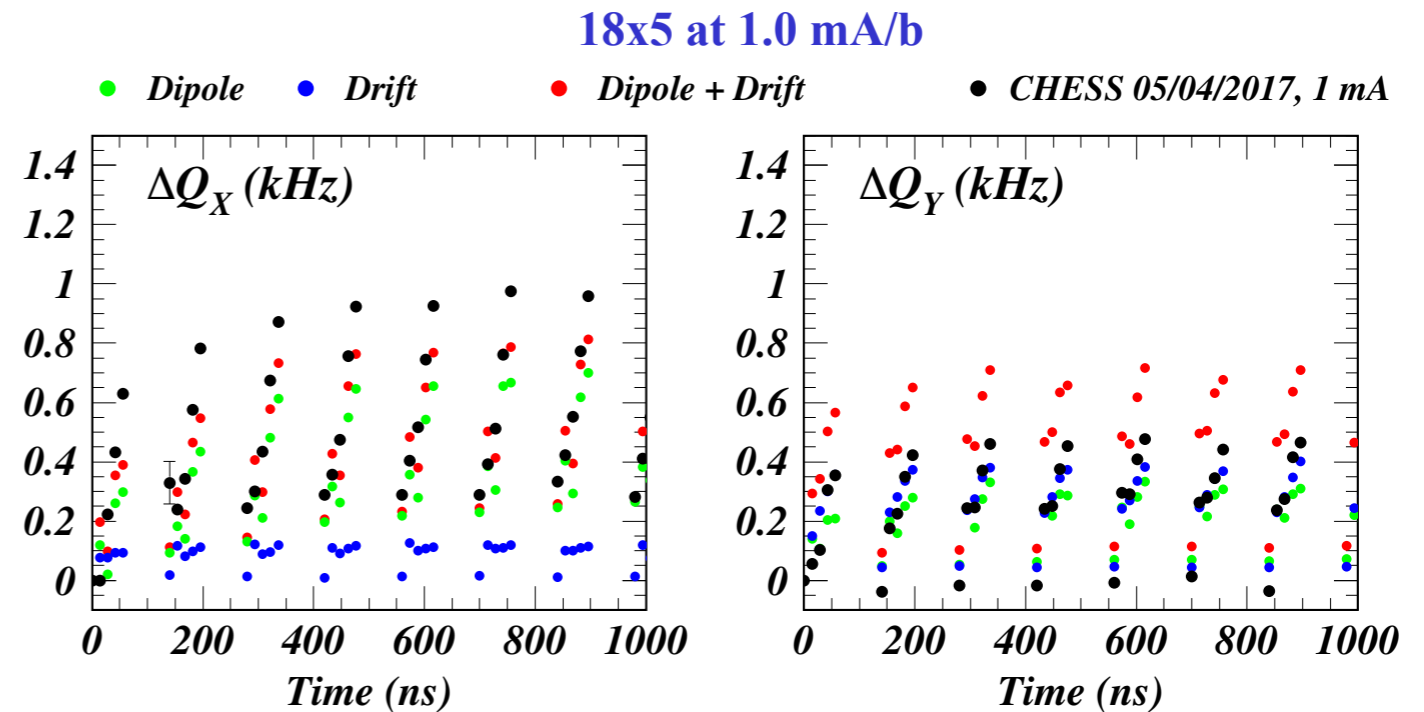 18x5 at 1.0 mA/b
Dipole Drift Dipole + Drift CHESS 05/04/2017, 1 mA
ΔQ_X (kHz)
1.4
1.2
1
0.8
0.6
0.4
0.2
0
0 200 400 600 800 1000
Time (ns)
ΔQ_Y (kHz)
1.4
1.2
1
0.8
0.6
0.4
0.2
0
0 200 400 600 800 1000
Time (ns)